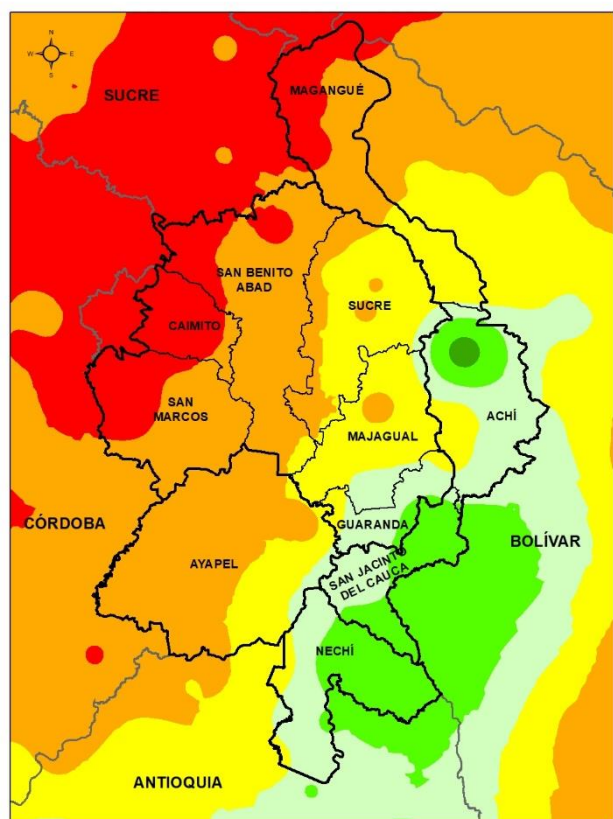 N
W E
S
SUCRE
MAGANGUÉ
SAN BENITO
ABAD
SUCRE
CAIMITO
SAN
MARCOS
ACHÍ
MAJAGUAL
CÓRDOBA
GUARANDA
BOLÍVAR
AYAPEL
SAN JACINTO
DEL CAUCA
NECHÍ
ANTIOQUIA